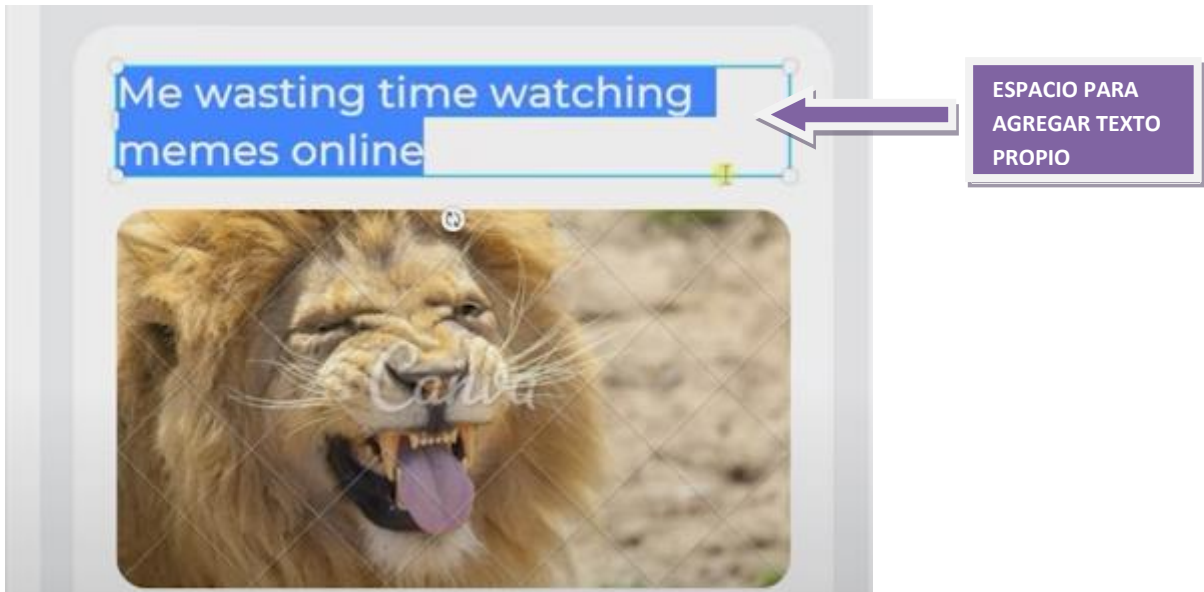 Me wasting time watching
memes online
ESPACIO PARA
AGREGAR TEXTO
PROPIO
Canva